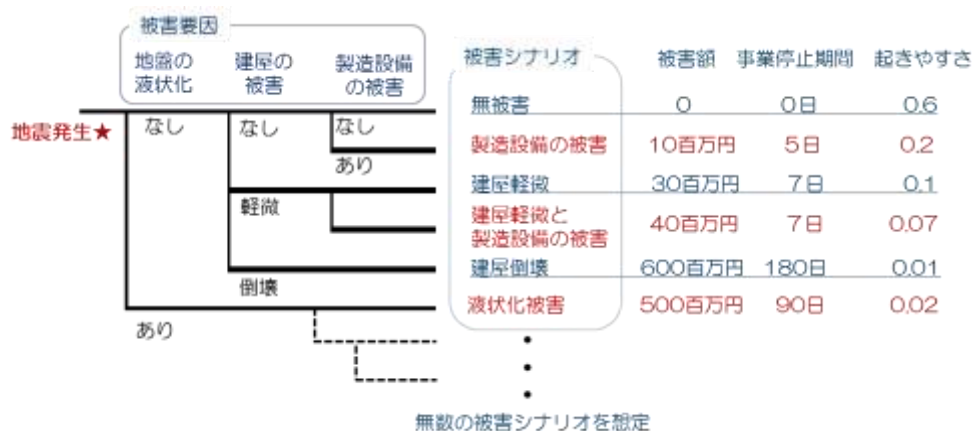 被害要因
地盤の
液状化
建屋の
被害
製造設備
の被害
被害シナリオ 被害額 事業停止期間 起きやすさ
地震発生★
なし なし なし
あり
軽微
倒壊
あり
無被害 0 0日 0.6
製造設備の被害 10百万円 5日 0.2
建屋軽微 30百万円 7日 0.1
建屋軽微と
製造設備の被害 40百万円 7日 0.07
建屋倒壊 600百万円 180日 0.01
液状化被害 500百万円 90日 0.02
無数の被害シナリオを想定